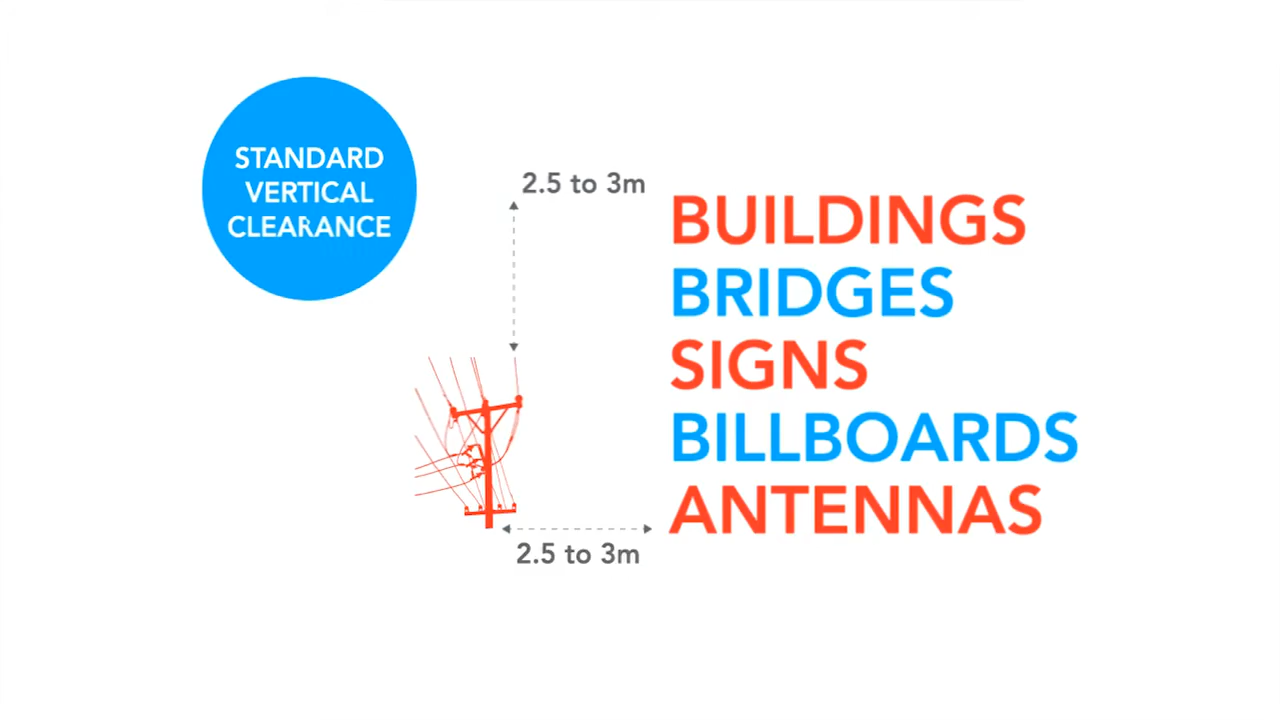 STANDARD
VERTICAL
CLEARANCE
2.5 to 3m
BUILDINGS
BRIDGES
SIGNS
BILLBOARDS
ANTENNAS
2.5 to 3m